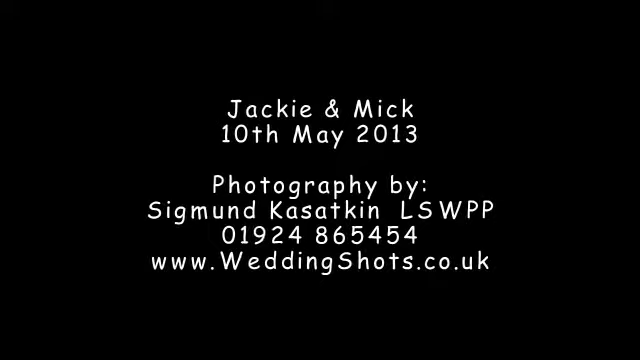 Jackie & Mick
10th May 2013
Photography by:
Sigmund Kasatkin LSWPP
01924 865454
www.WeddingShots.co.uk